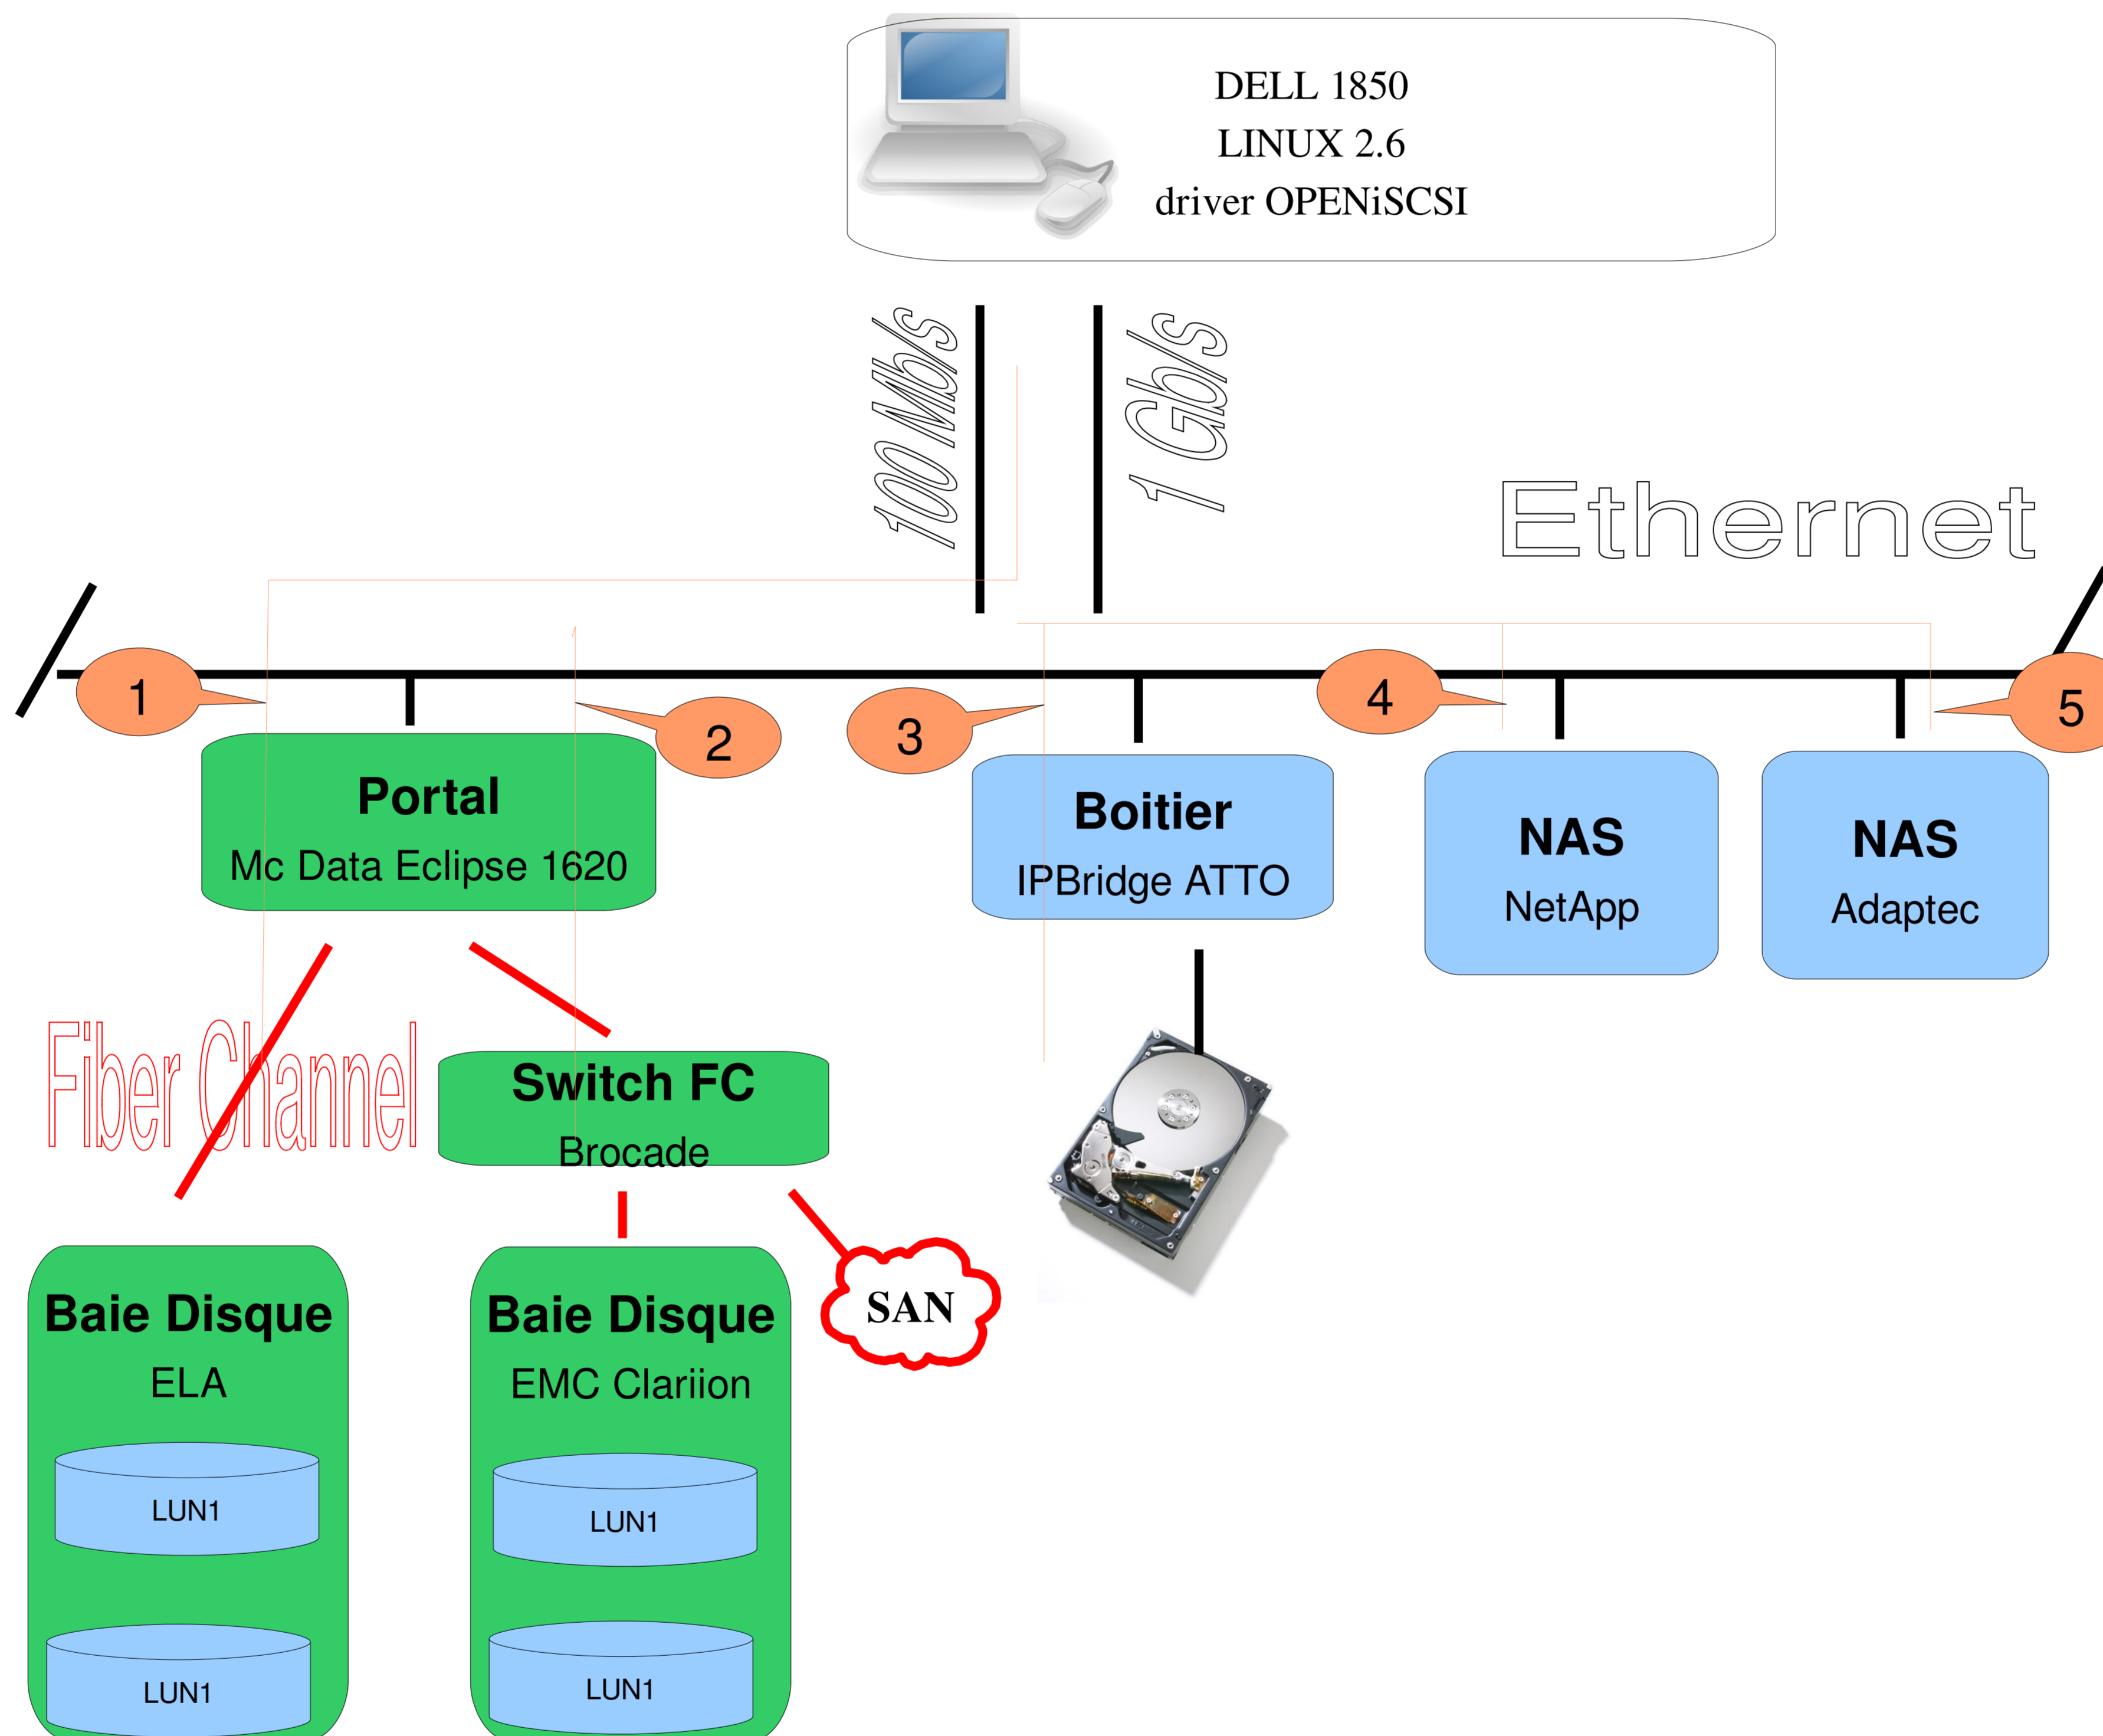 DELL 1850
LINUX 2.6
driver OPENiSCSI
100 Mb/s
1 Gb/s
Ethernet
1
2
3
4
5
Portal
Mc Data Eclipse 1620
Boitier
IPBridge ATTO
NAS
NetApp
NAS
Adaptec
Fiber Channel
Switch FC
Brocade
SAN
Baie Disque
ELA
LUN1
LUN1
Baie Disque
EMC Clariion
LUN1
LUN1